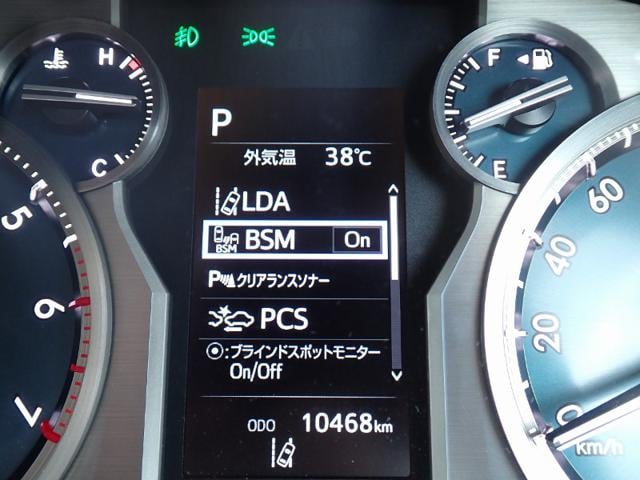 H
C
F
E
P
外気温 38℃
LDA
BSM BSM On
P クリアランスソナー
PCS
⦿:ブラインドスポットモニター
On/Off
ODO 10468km
5
6
7
60
40
20
0
km/h